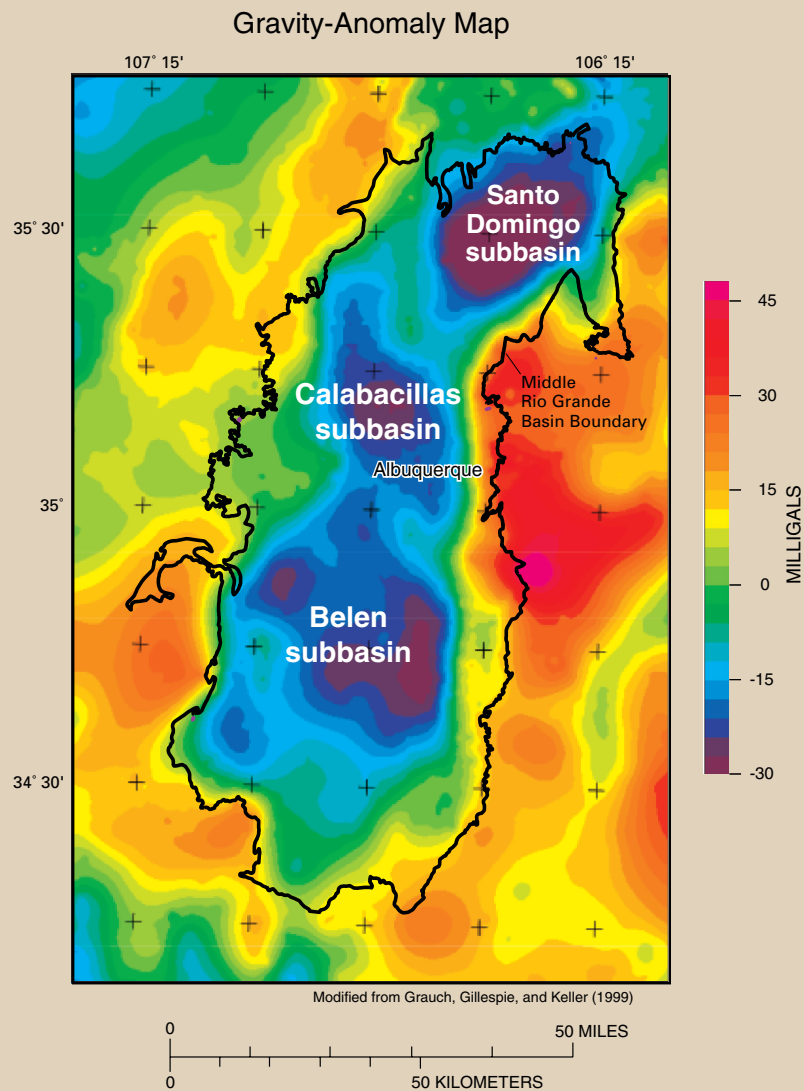 Gravity-Anomaly Map
107° 15'
106° 15'
35° 30'
Santo
Domingo
subbasin
45
Middle
Rio Grande
Basin Boundary
Calabacillas
subbasin
30
Albuquerque
35°
15
MILLIGALS
0
Belen
subbasin
-15
34° 30'
-30
Modified from Grauch, Gillespie, and Keller (1999)
0
50 MILES
0
50 KILOMETERS